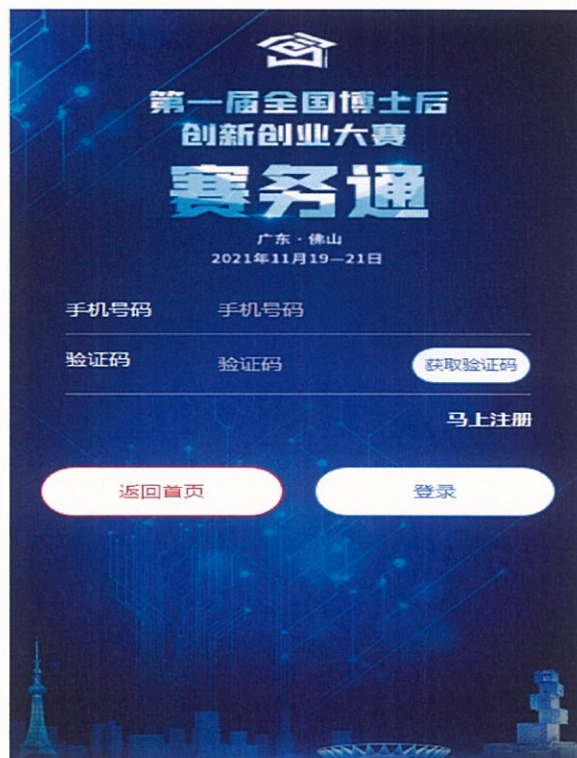 第一届全国博士后
创新创业大赛
赛务通
广东·佛山
2021年11月19—21日
手机号码 手机号码
验证码 验证码 获取验证码
马上注册
返回首页 登录